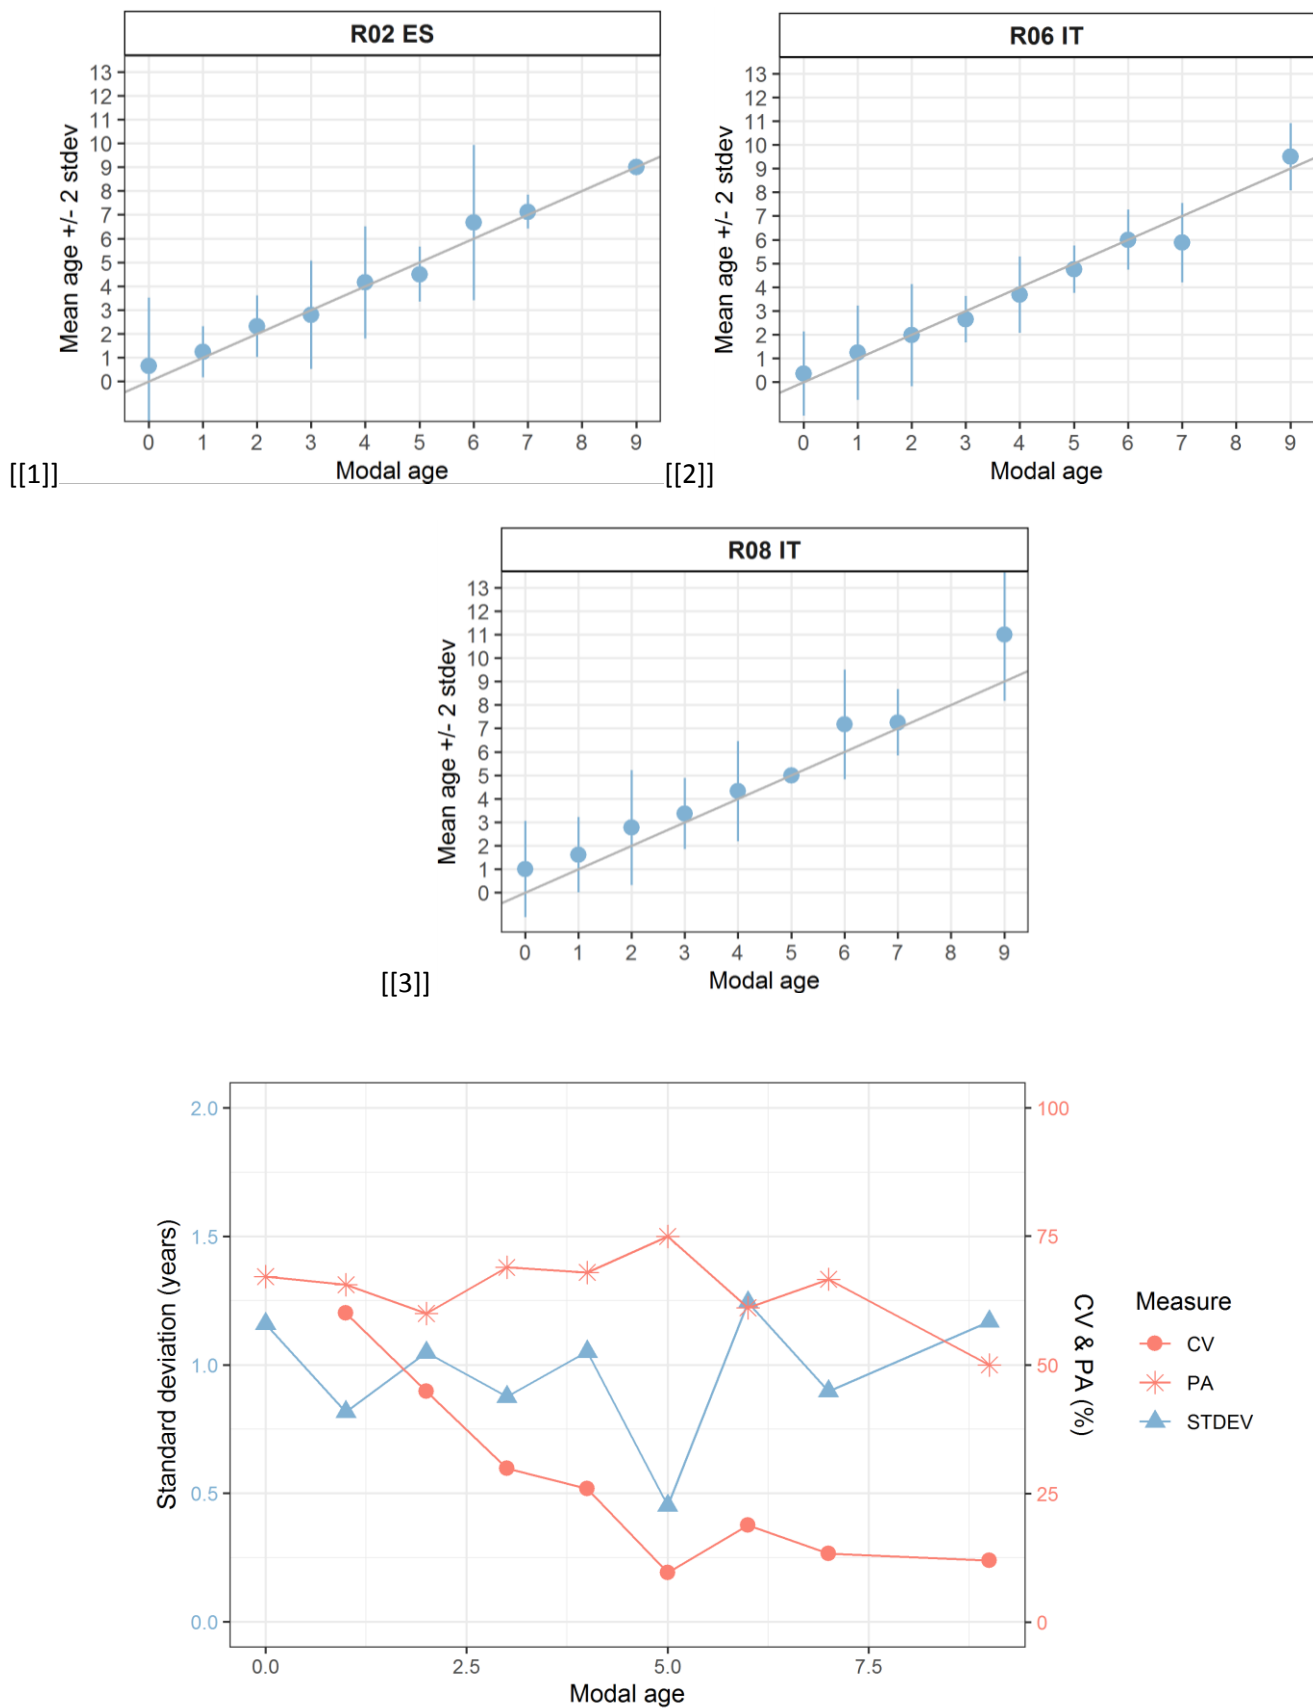 R02 ES
Mean age +/- 2 stdev
13
12
11
10
9
8
7
6
5
4
3
2
1
0
0 1 2 3 4 5 6 7 8 9
Modal age
[[1]]
R06 IT
Mean age +/- 2 stdev
13
12
11
10
9
8
7
6
5
4
3
2
1
0
0 1 2 3 4 5 6 7 8 9
Modal age
[[2]]
R08 IT
Mean age +/- 2 stdev
13
12
11
10
9
8
7
6
5
4
3
2
1
0
0 1 2 3 4 5 6 7 8 9
Modal age
[[3]]
Standard deviation (years)
2.0
1.5
1.0
0.5
0.0
0.0 2.5 5.0 7.5
Modal age
100
75
50
25
0
CV & PA (%)
Measure
CV
PA
STDEV